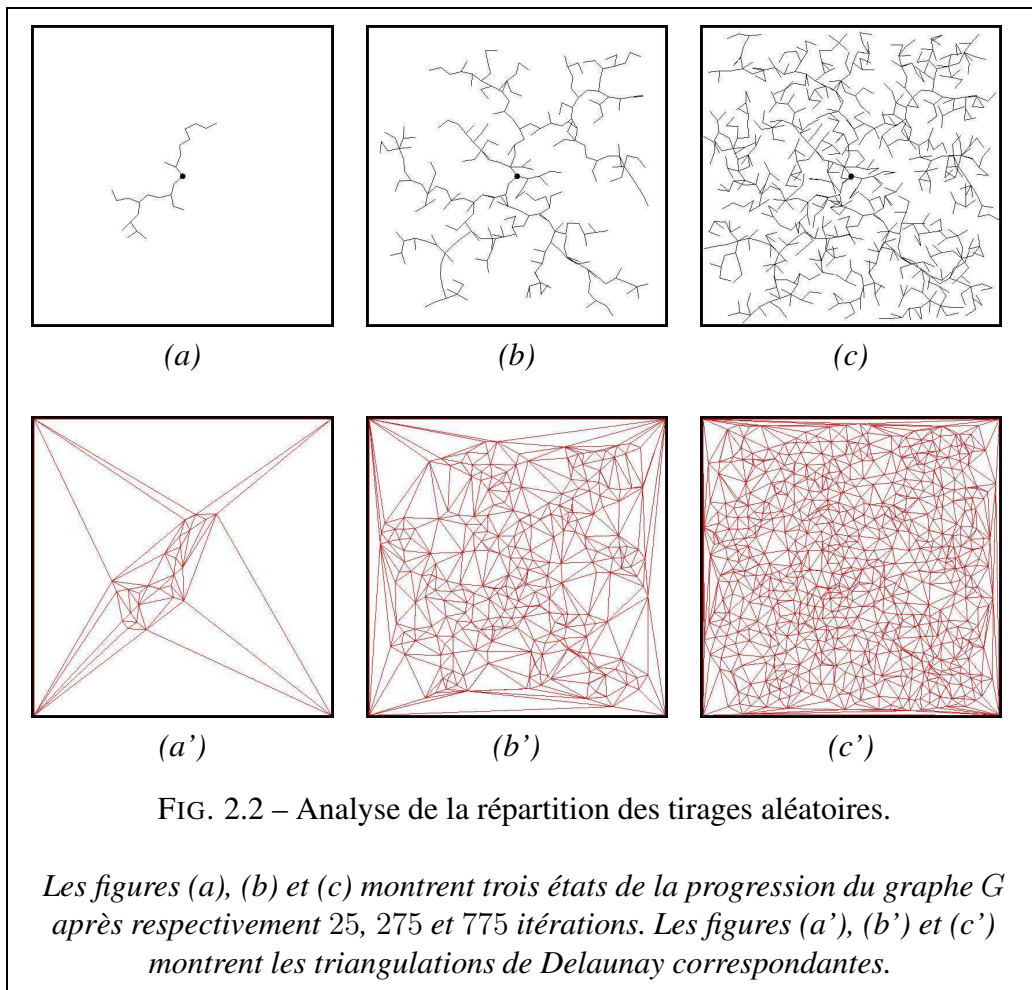 (a) (b) (c)
(a') (b') (c')
FIG. 2.2 – Analyse de la répartition des tirages aléatoires.
Les figures (a), (b) et (c) montrent trois états de la progression du graphe G
après respectivement 25, 275 et 775 itérations. Les figures (a'), (b') et (c')
montrent les triangulations de Delaunay correspondantes.